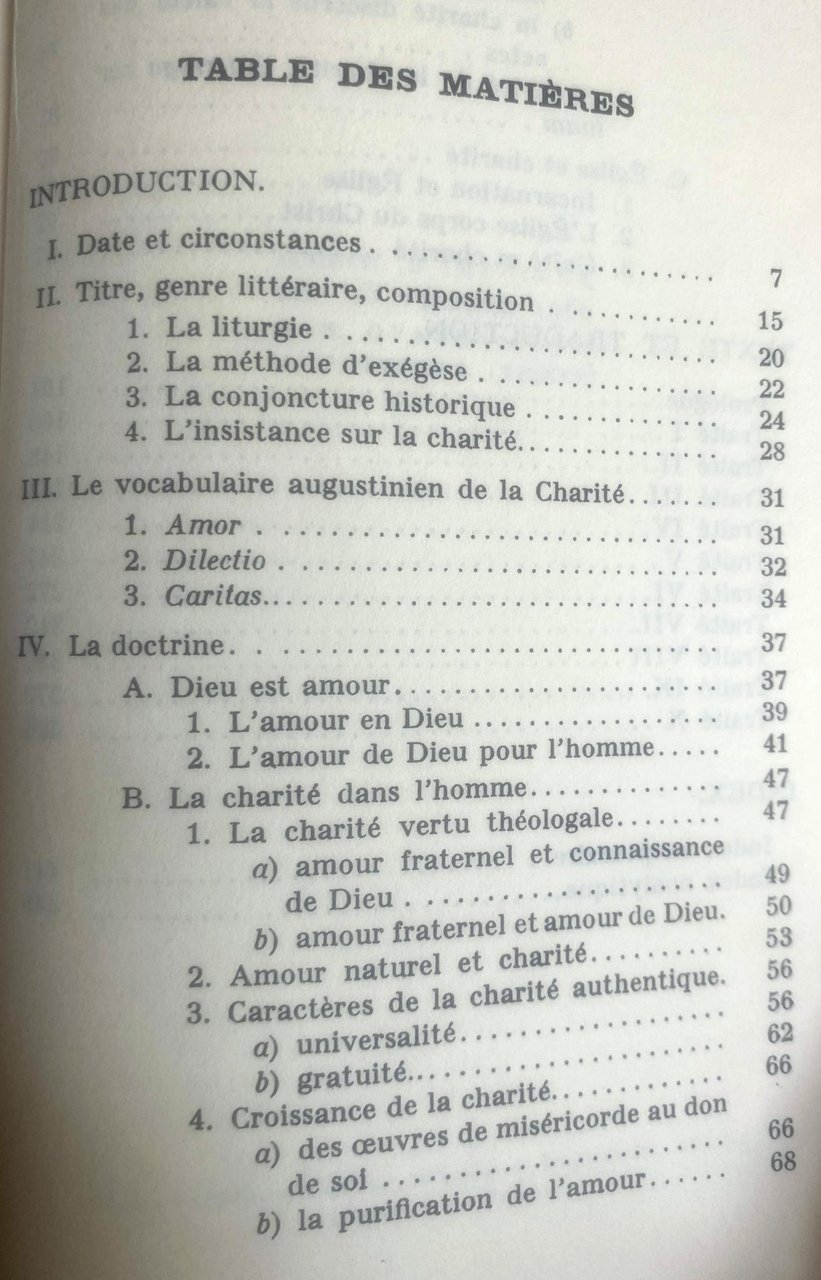 TABLE DES MATIÈRES
INTRODUCTION.
I. Date et circonstances . . . . . . . . . . . . . . . . . . . . . 7
II. Titre, genre littéraire, composition . . . . . . . . . . . 15
1. La liturgie . . . . . . . . . . . . . . . . . . . . . . . . 20
2. La méthode d'exégèse . . . . . . . . . . . . . . . 22
3. La conjoncture historique . . . . . . . . . . . . 24
4. L'insistance sur la charité. . . . . . . . . . . . . 28
III. Le vocabulaire augustinien de la Charité. . . . . . . 31
1. Amor . . . . . . . . . . . . . . . . . . . . . . . . . . . . 31
2. Dilectio . . . . . . . . . . . . . . . . . . . . . . . . . . 32
3. Caritas. . . . . . . . . . . . . . . . . . . . . . . . . . . 34
IV. La doctrine. . . . . . . . . . . . . . . . . . . . . . . . . . . . . . 37
A. Dieu est amour. . . . . . . . . . . . . . . . . . . . . 37
1. L'amour en Dieu . . . . . . . . . . . . . . . . 39
2. L'amour de Dieu pour l'homme. . . . . 41
B. La charité dans l'homme. . . . . . . . . . . . . 47
1. La charité vertu théologale. . . . . . . . 47
a) amour fraternel et connaissance
de Dieu . . . . . . . . . . . . . . . . . . . . 49
b) amour fraternel et amour de Dieu. 50
2. Amour naturel et charité. . . . . . . . . . 53
3. Caractères de la charité authentique. 56
a) universalité. . . . . . . . . . . . . . . . . . 56
b) gratuité. . . . . . . . . . . . . . . . . . . . . 62
4. Croissance de la charité. . . . . . . . . . . . 66
a) des œuvres de miséricorde au don
de soi . . . . . . . . . . . . . . . . . . . . . . 66
b) la purification de l'amour. . . . . . 68